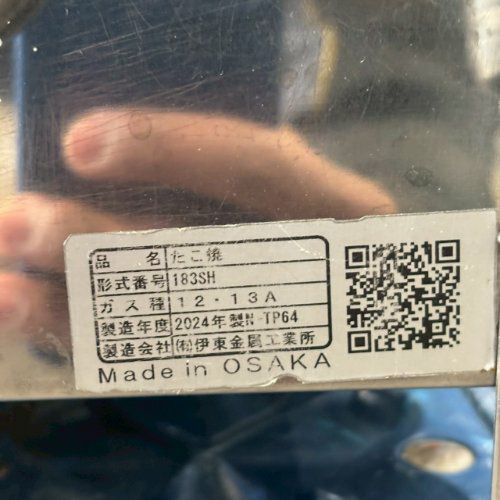 品名 たこ焼
形式番号 183SH
ガス種 12・13A
製造年度 2024年製N-TP64
製造会社 ㈲伊東金属工業所
Made in OSAKA